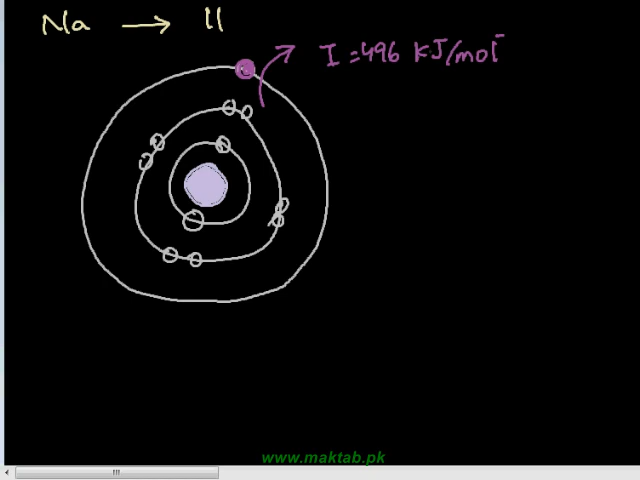 Na → 11
I = 496 KJ/mol
www.maktab.pk